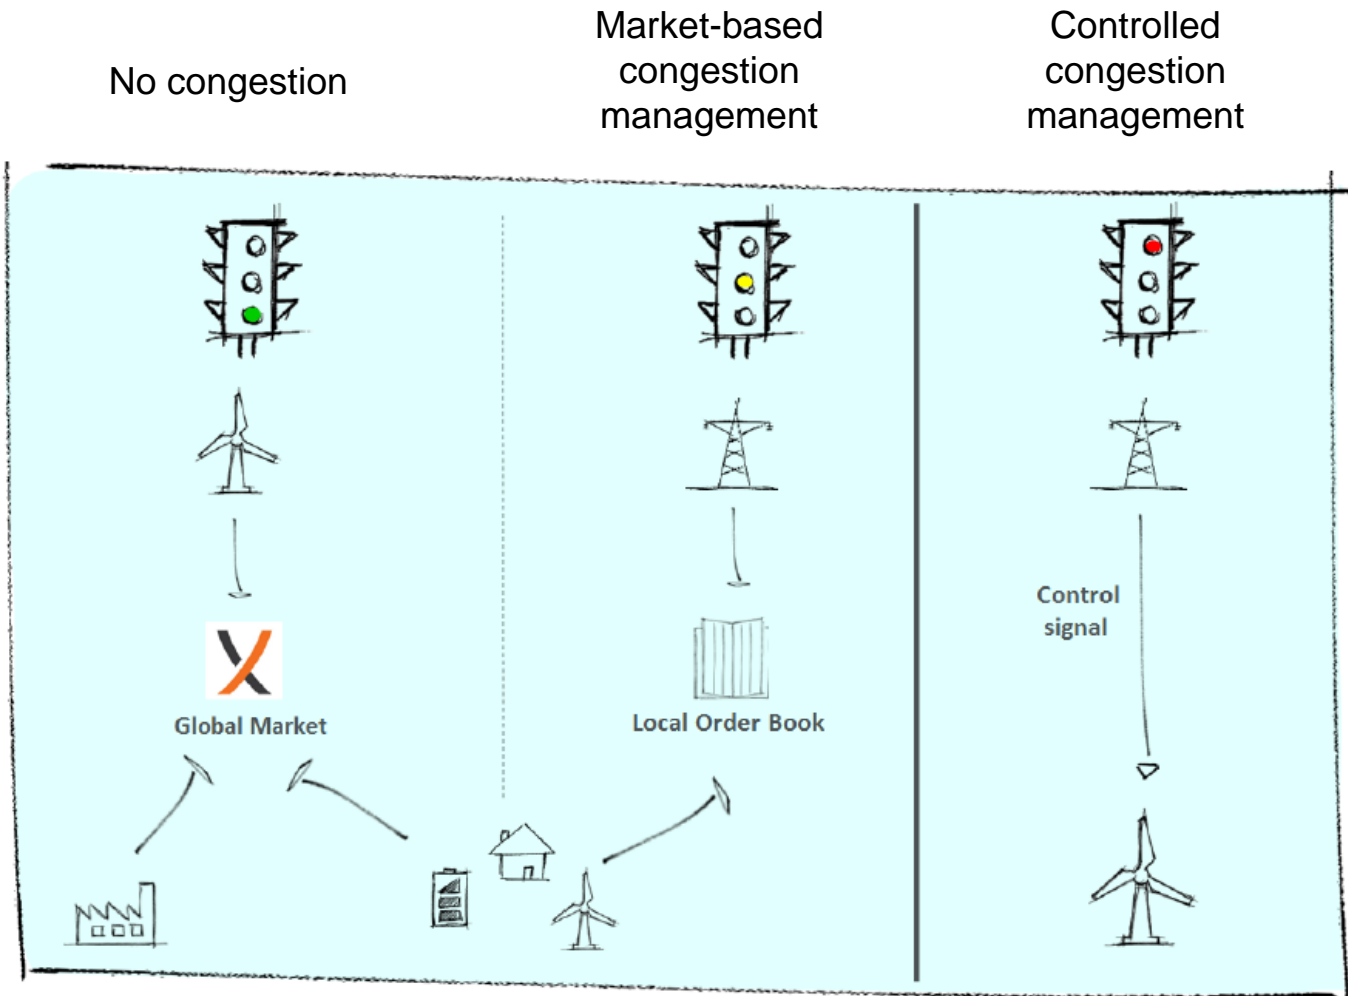 No congestion
Market-based
congestion
management
Controlled
congestion
management
Global Market
Local Order Book
Control
signal